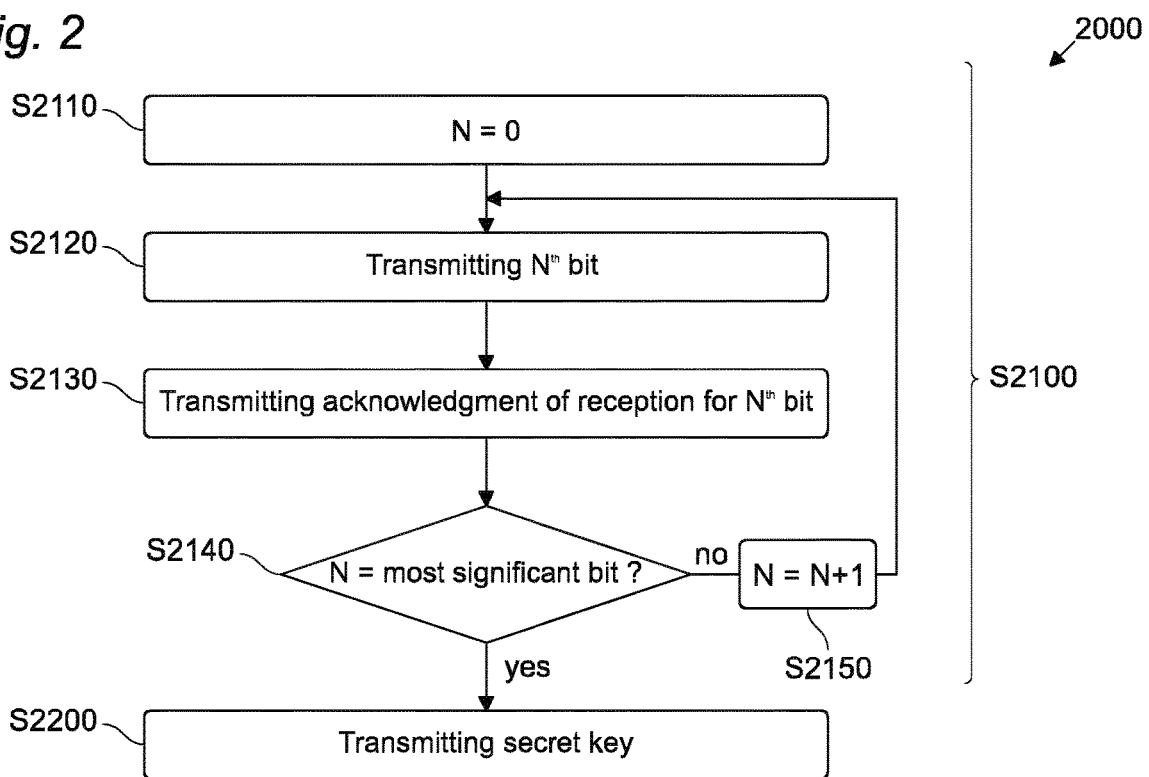 ig. 2
2000
S2110
N = 0
S2120
Transmitting Nth bit
S2130
Transmitting acknowledgment of reception for Nth bit
S2100
S2140
N = most significant bit ?
no
N = N+1
yes
S2150
S2200
Transmitting secret key